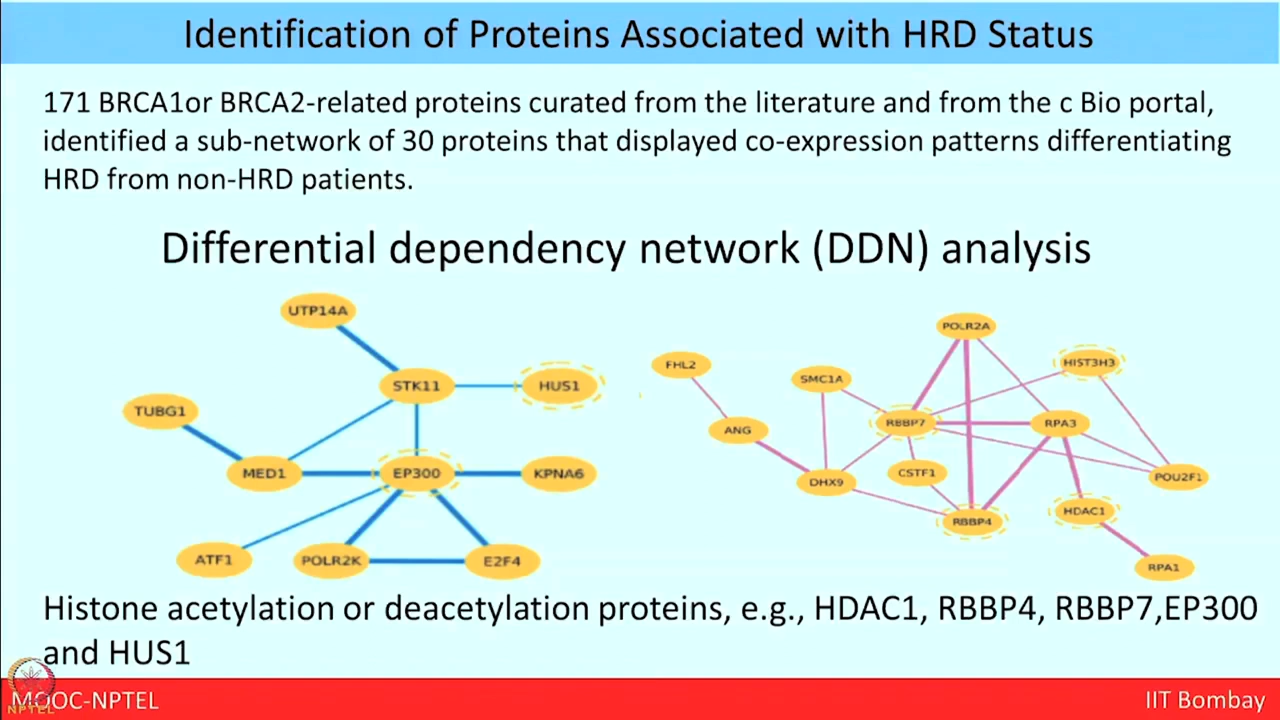 Identification of Proteins Associated with HRD Status
171 BRCA1or BRCA2-related proteins curated from the literature and from the c Bio portal,
identified a sub-network of 30 proteins that displayed co-expression patterns differentiating
HRD from non-HRD patients.
Differential dependency network (DDN) analysis
UTP14A
STK11
HUS1
TUBG1
MED1
EP300
KPNA6
ATF1
POLR2K
E2F4
POLR2A
FHL2
HIST3H3
SMC1A
ANG
RBBP7
RPA3
DHX9
CSTF1
POU2F1
RBBP4
HDAC1
RPA1
Histone acetylation or deacetylation proteins, e.g., HDAC1, RBBP4, RBBP7,EP300
and HUS1
MOOC-NPTEL
NPTEL
IIT Bombay